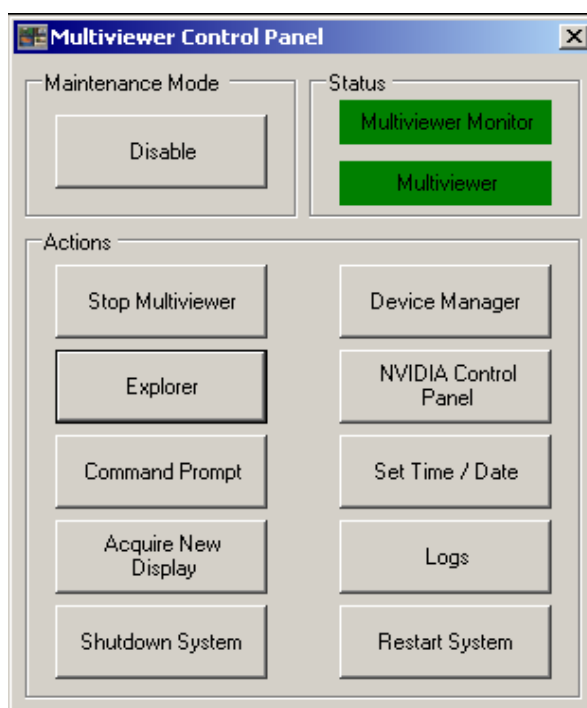 Multiviewer Control Panel
Maintenance Mode
Disable
Status
Multiviewer Monitor
Multiviewer
Actions
Stop Multiviewer
Device Manager
Explorer
NVIDIA Control
Panel
Command Prompt
Set Time / Date
Acquire New
Display
Logs
Shutdown System
Restart System